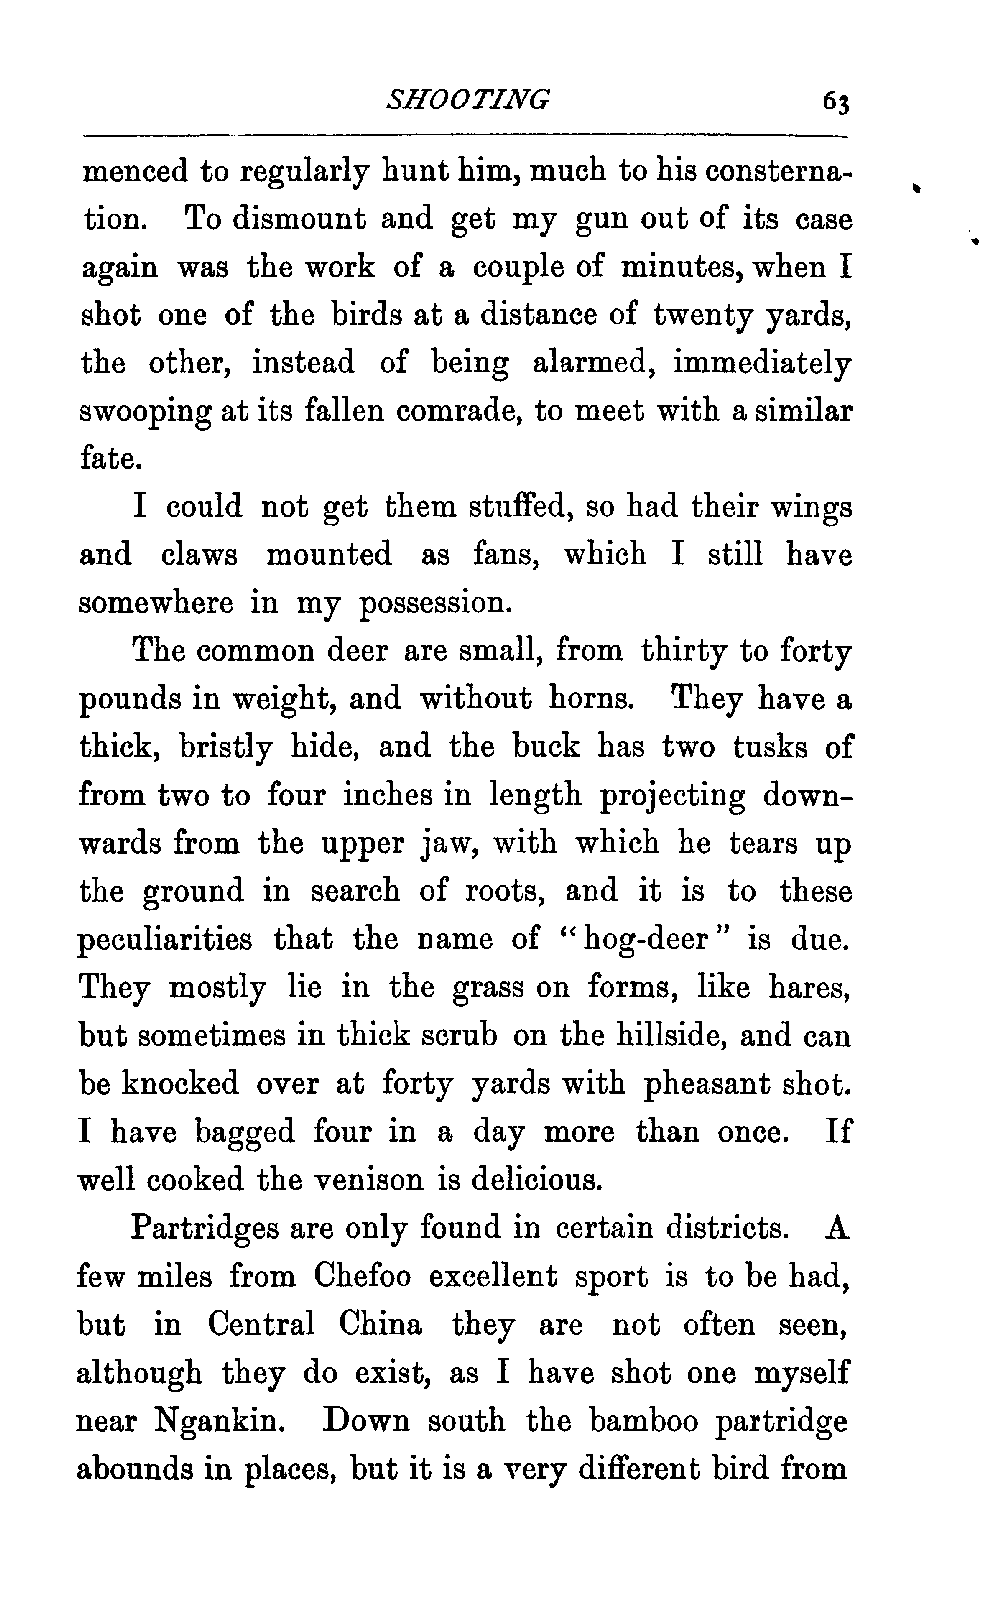 SHOOTING 63
menced to regularly hunt him, much to his consterna-
tion. To dismount and get my gun out of its case
again was the work of a couple of minutes, when I
shot one of the birds at a distance of twenty yards,
the other, instead of being alarmed, immediately
swooping at its fallen comrade, to meet with a similar
fate.
I could not get them stuffed, so had their wings
and claws mounted as fans, which I still have
somewhere in my possession.
The common deer are small, from thirty to forty
pounds in weight, and without horns. They have a
thick, bristly hide, and the buck has two tusks of
from two to four inches in length projecting down-
wards from the upper jaw, with which he tears up
the ground in search of roots, and it is to these
peculiarities that the name of “hog-deer” is due.
They mostly lie in the grass on forms, like hares,
but sometimes in thick scrub on the hillside, and can
be knocked over at forty yards with pheasant shot.
I have bagged four in a day more than once. If
well cooked the venison is delicious.
Partridges are only found in certain districts. A
few miles from Chefoo excellent sport is to be had,
but in Central China they are not often seen,
although they do exist, as I have shot one myself
near Ngankin. Down south the bamboo partridge
abounds in places, but it is a very different bird from